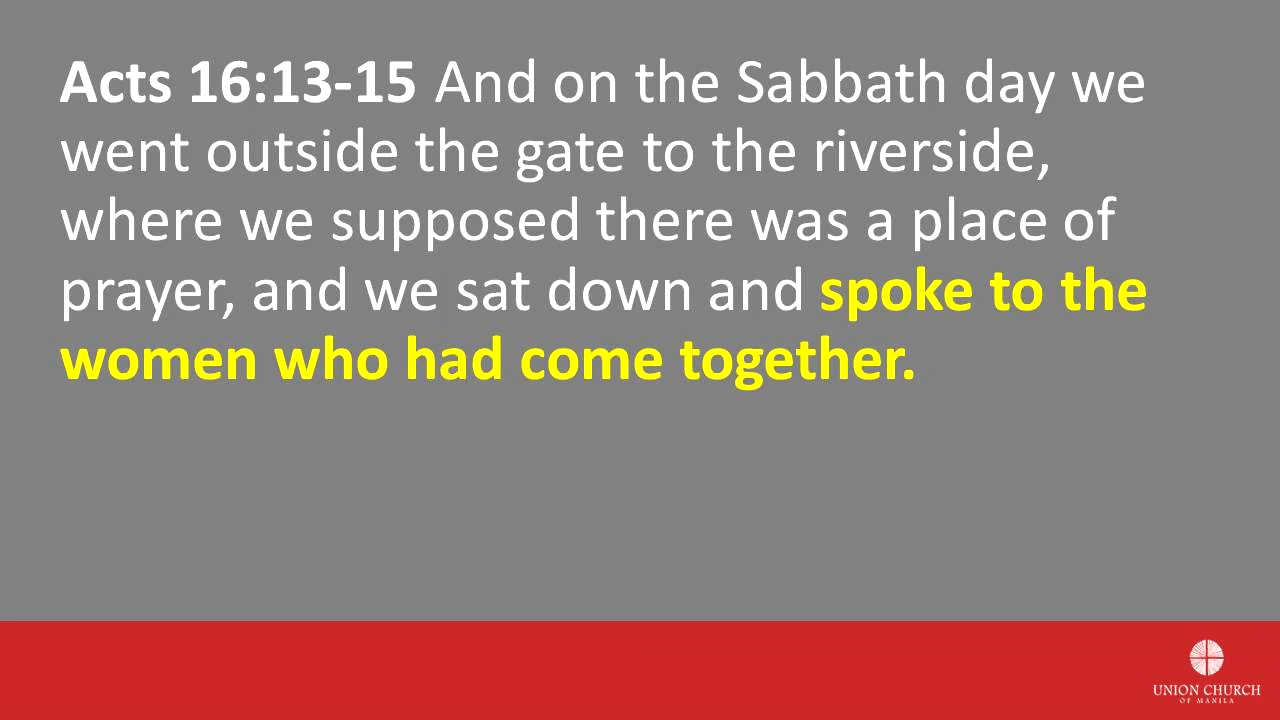 Acts 16:13-15 And on the Sabbath day we
went outside the gate to the riverside,
where we supposed there was a place of
prayer, and we sat down and spoke to the
women who had come together.
UNION CHURCH
OF MANILA